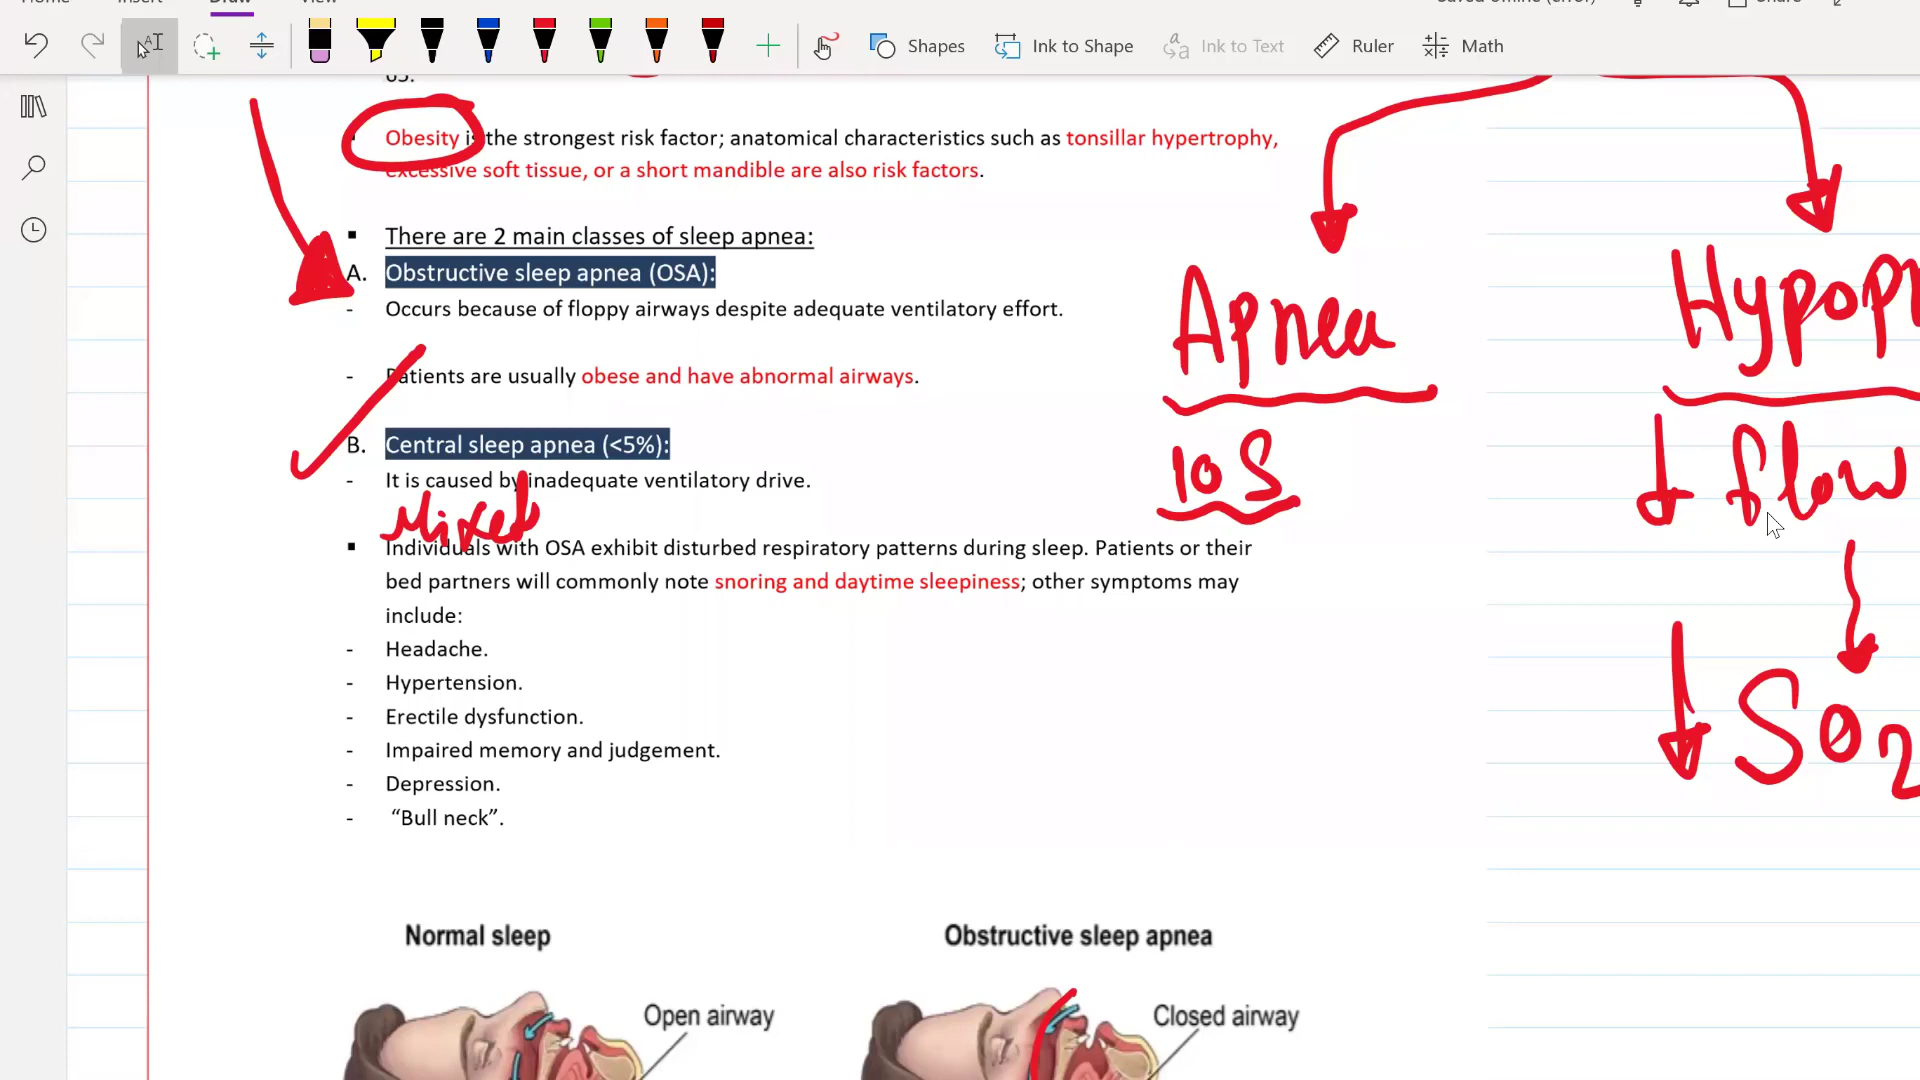 Shapes
Ink to Shape
Ink to Text
Ruler
Math
Obesity is the strongest risk factor; anatomical characteristics such as tonsillar hypertrophy,
excessive soft tissue, or a short mandible are also risk factors.
▪ There are 2 main classes of sleep apnea:
A. Obstructive sleep apnea (OSA):
- Occurs because of floppy airways despite adequate ventilatory effort.
- Patients are usually obese and have abnormal airways.
B. Central sleep apnea (<5%):
- It is caused by inadequate ventilatory drive.
Mixed
▪ Individuals with OSA exhibit disturbed respiratory patterns during sleep. Patients or their
bed partners will commonly note snoring and daytime sleepiness; other symptoms may
include:
- Headache.
- Hypertension.
- Erectile dysfunction.
- Impaired memory and judgement.
- Depression.
- “Bull neck”.
Apnea
10 S
↓ flow
↓ SO2
Normal sleep
Obstructive sleep apnea
Open airway
Closed airway